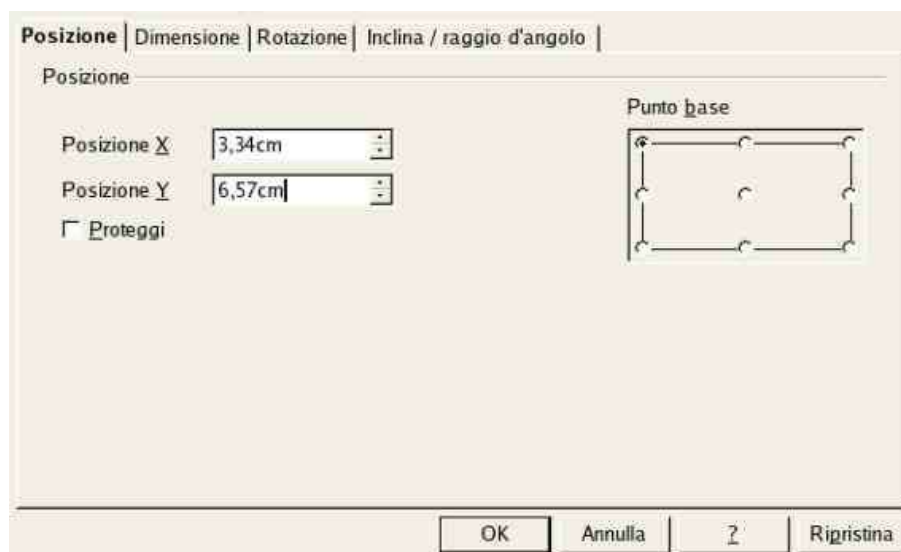 Posizione Dimensione Rotazione Inclina / raggio d'angolo
Posizione
Punto base
Posizione X 3,34cm
Posizione Y 6,57cm
Proteggi
OK Annulla ? Ripristina